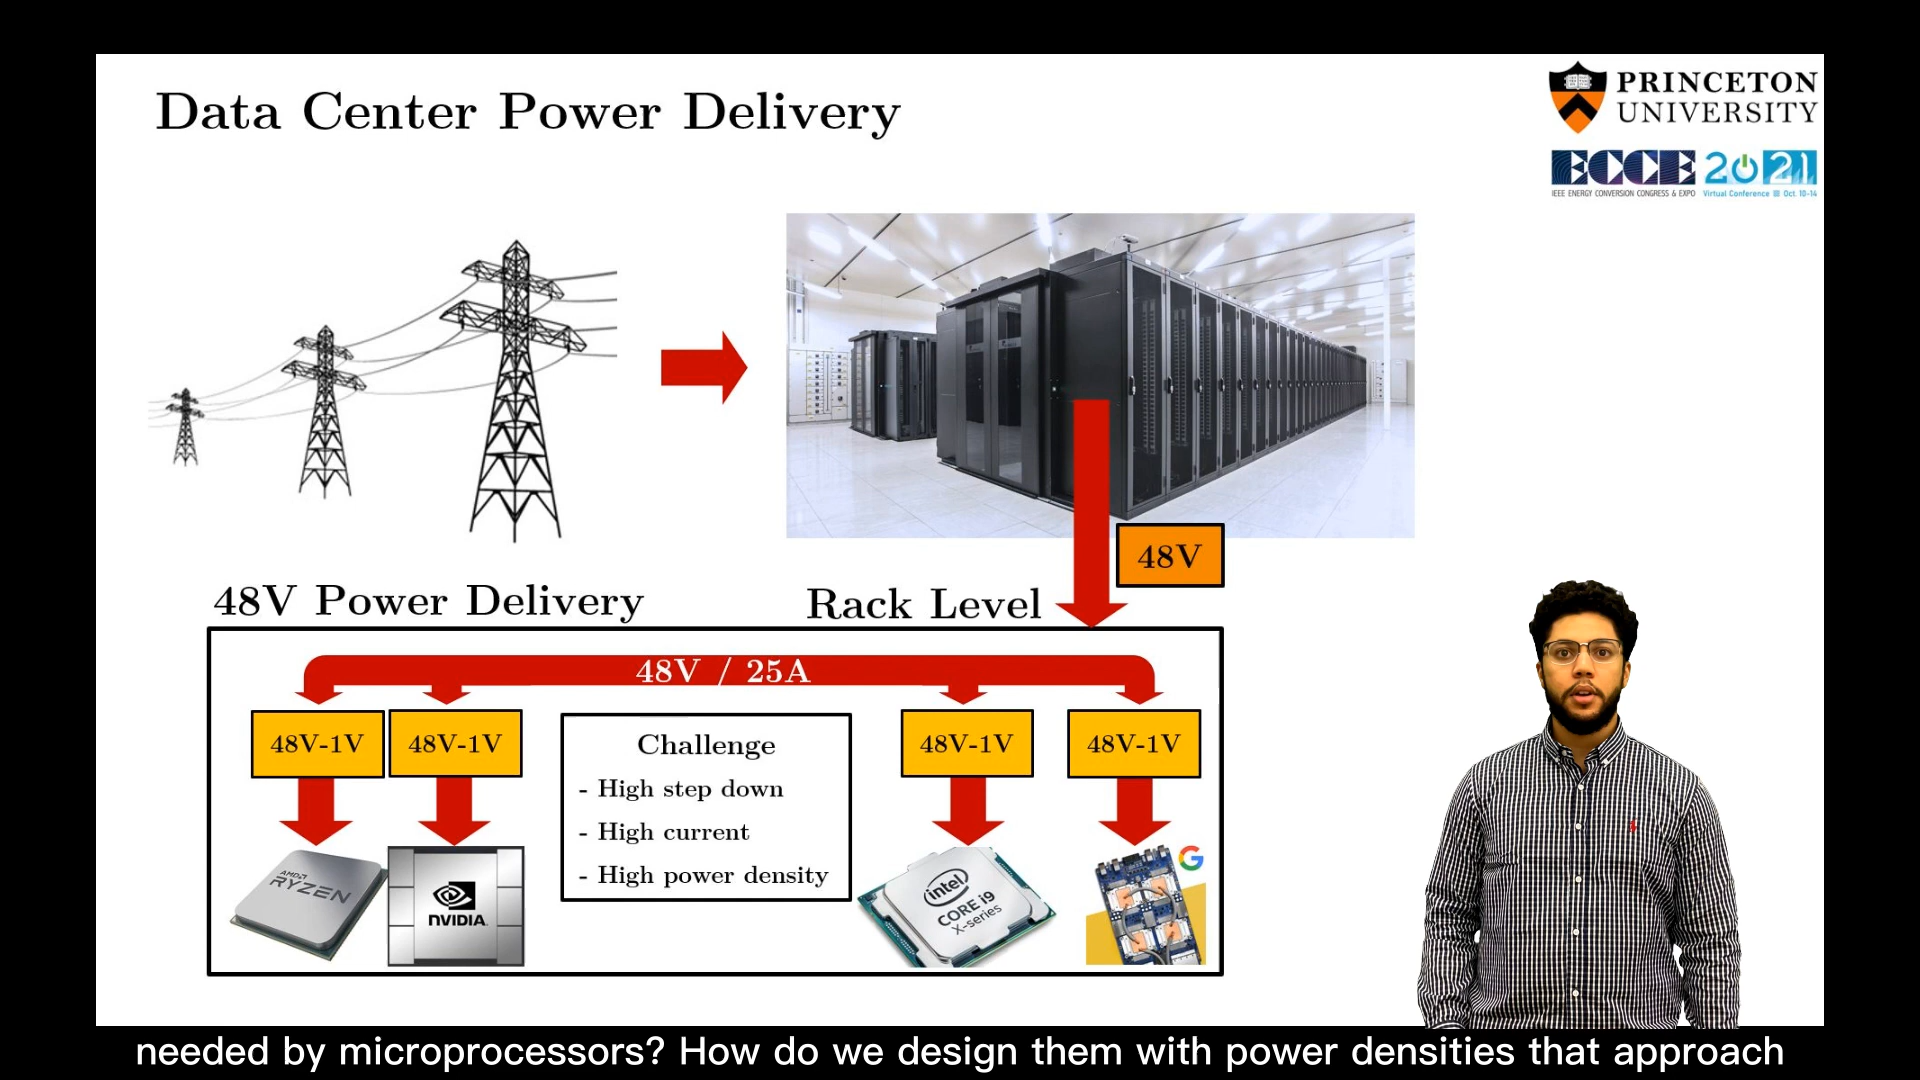 Data Center Power Delivery
PRINCETON
UNIVERSITY
ECCE 2021
IEEE ENERGY CONVERSION CONGRESS & EXPO Virtual Conference Oct. 10-14
48V
48V Power Delivery
Rack Level
48V / 25A
48V-1V
48V-1V
48V-1V
48V-1V
Challenge
- High step down
- High current
- High power density
AMD
RYZEN
NVIDIA
intel
CORE i9
X-series
G
needed by microprocessors? How do we design them with power densities that approach